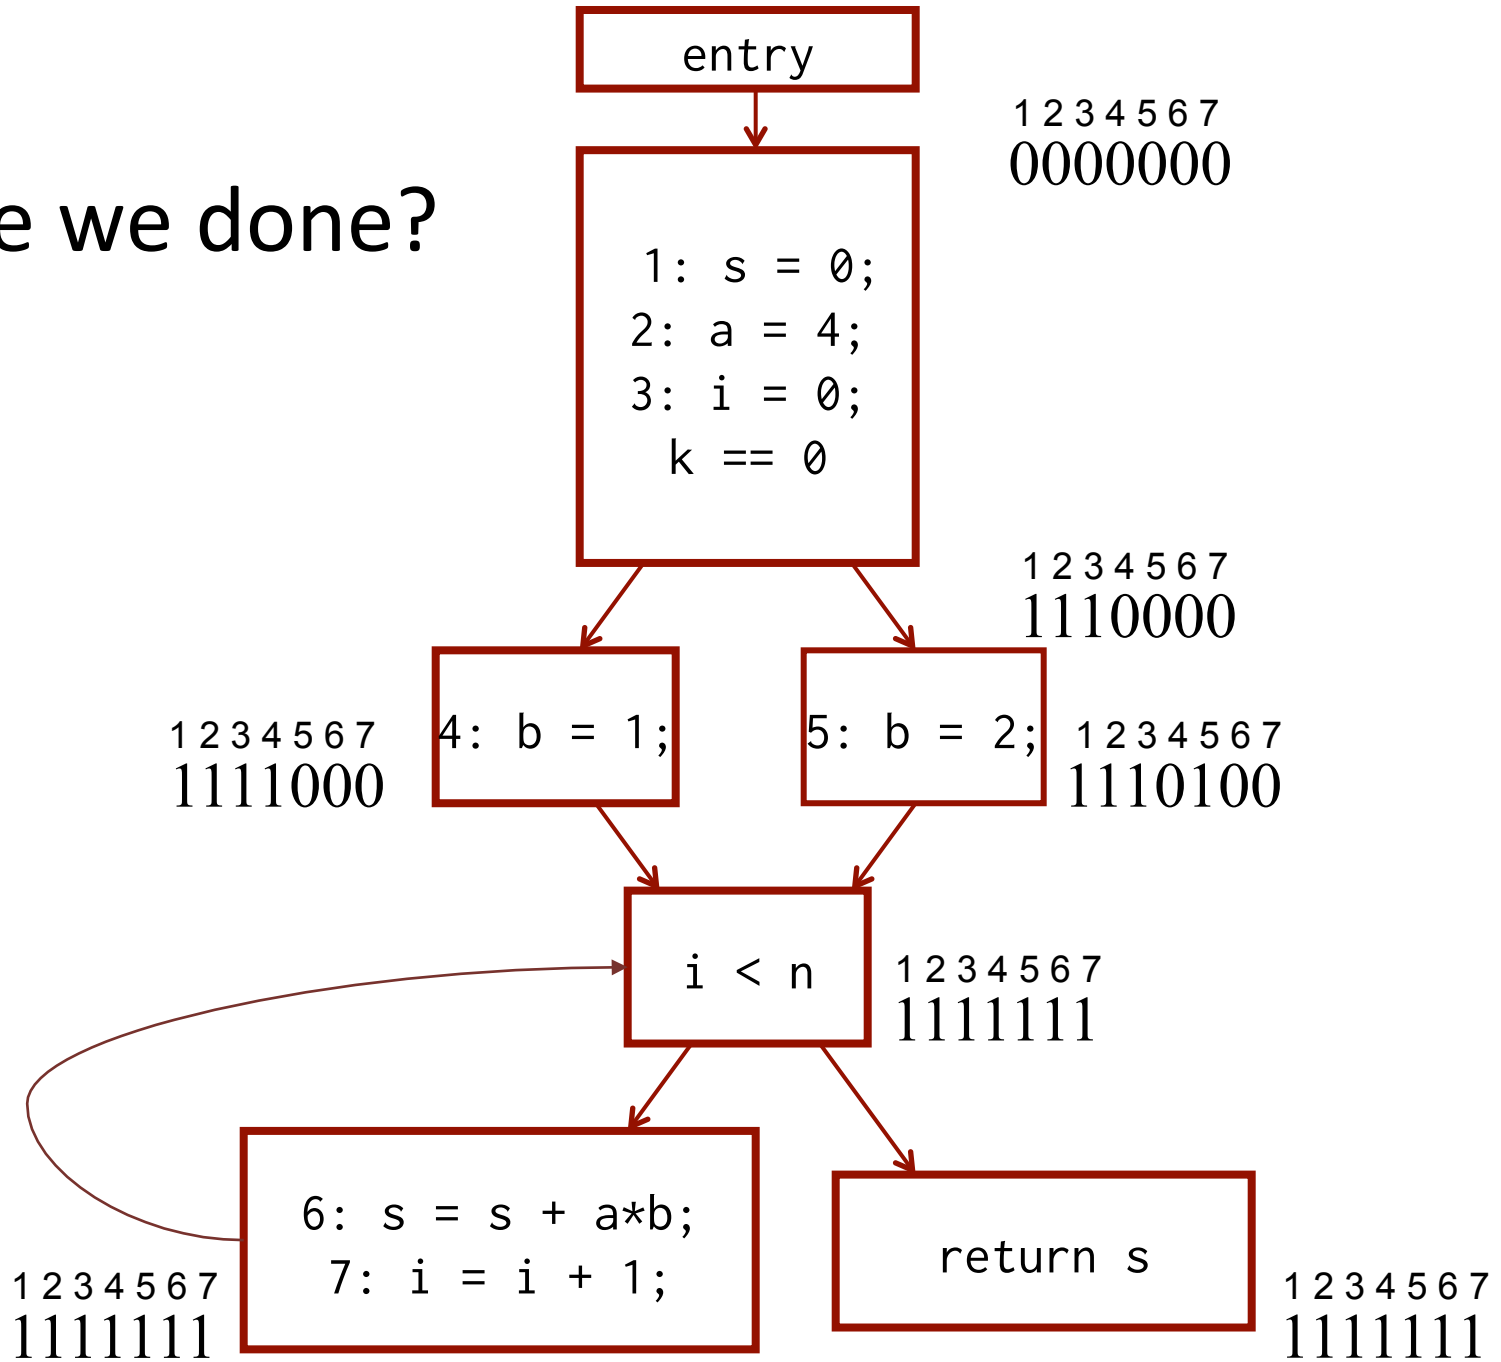 entry
1 2 3 4 5 6 7
0000000
e we done?
1: s = 0;
2: a = 4;
3: i = 0;
k == 0
1 2 3 4 5 6 7
1110000
4: b = 1;
1 2 3 4 5 6 7
1111000
5: b = 2;
1 2 3 4 5 6 7
1110100
i < n
1 2 3 4 5 6 7
1111111
6: s = s + a*b;
7: i = i + 1;
1 2 3 4 5 6 7
1111111
return s
1 2 3 4 5 6 7
1111111